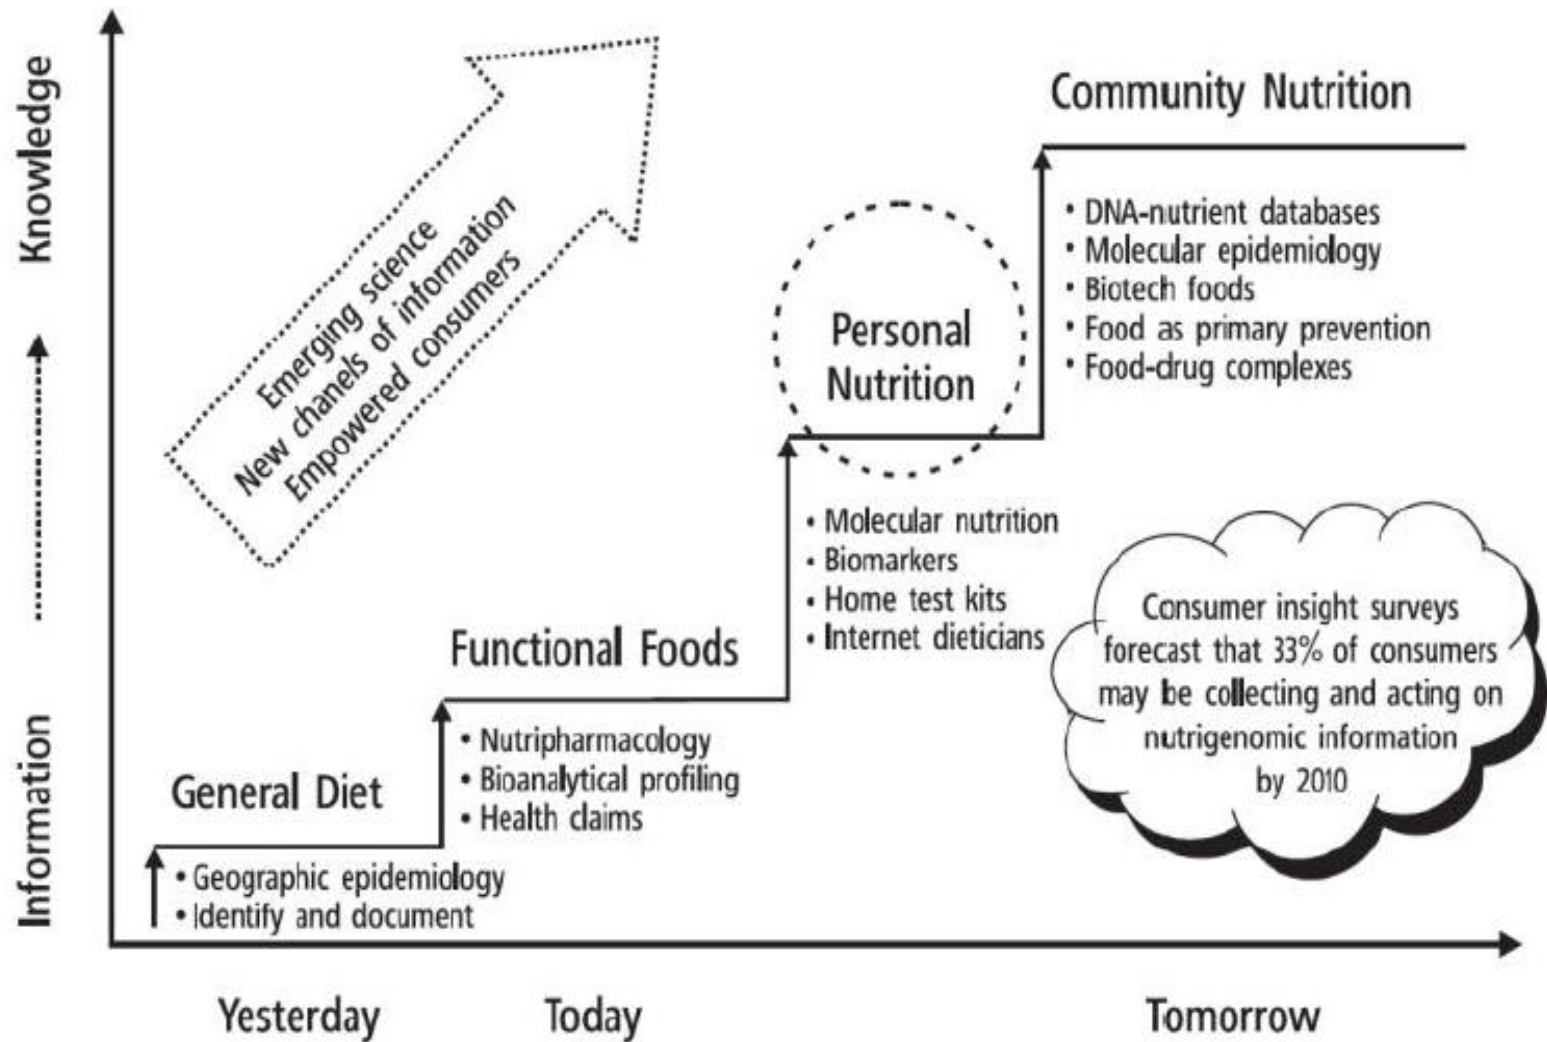 Knowledge
Information
Emerging science
New chanels of information
Empowered consumers
General Diet
• Geographic epidemiology
• Identify and document
Functional Foods
• Nutripharmacology
• Bioanalytical profiling
• Health claims
Personal
Nutrition
• Molecular nutrition
• Biomarkers
• Home test kits
• Internet dieticians
Community Nutrition
• DNA-nutrient databases
• Molecular epidemiology
• Biotech foods
• Food as primary prevention
• Food-drug complexes
Consumer insight surveys
forecast that 33% of consumers
may be collecting and acting on
nutrigenomic information
by 2010
Yesterday
Today
Tomorrow